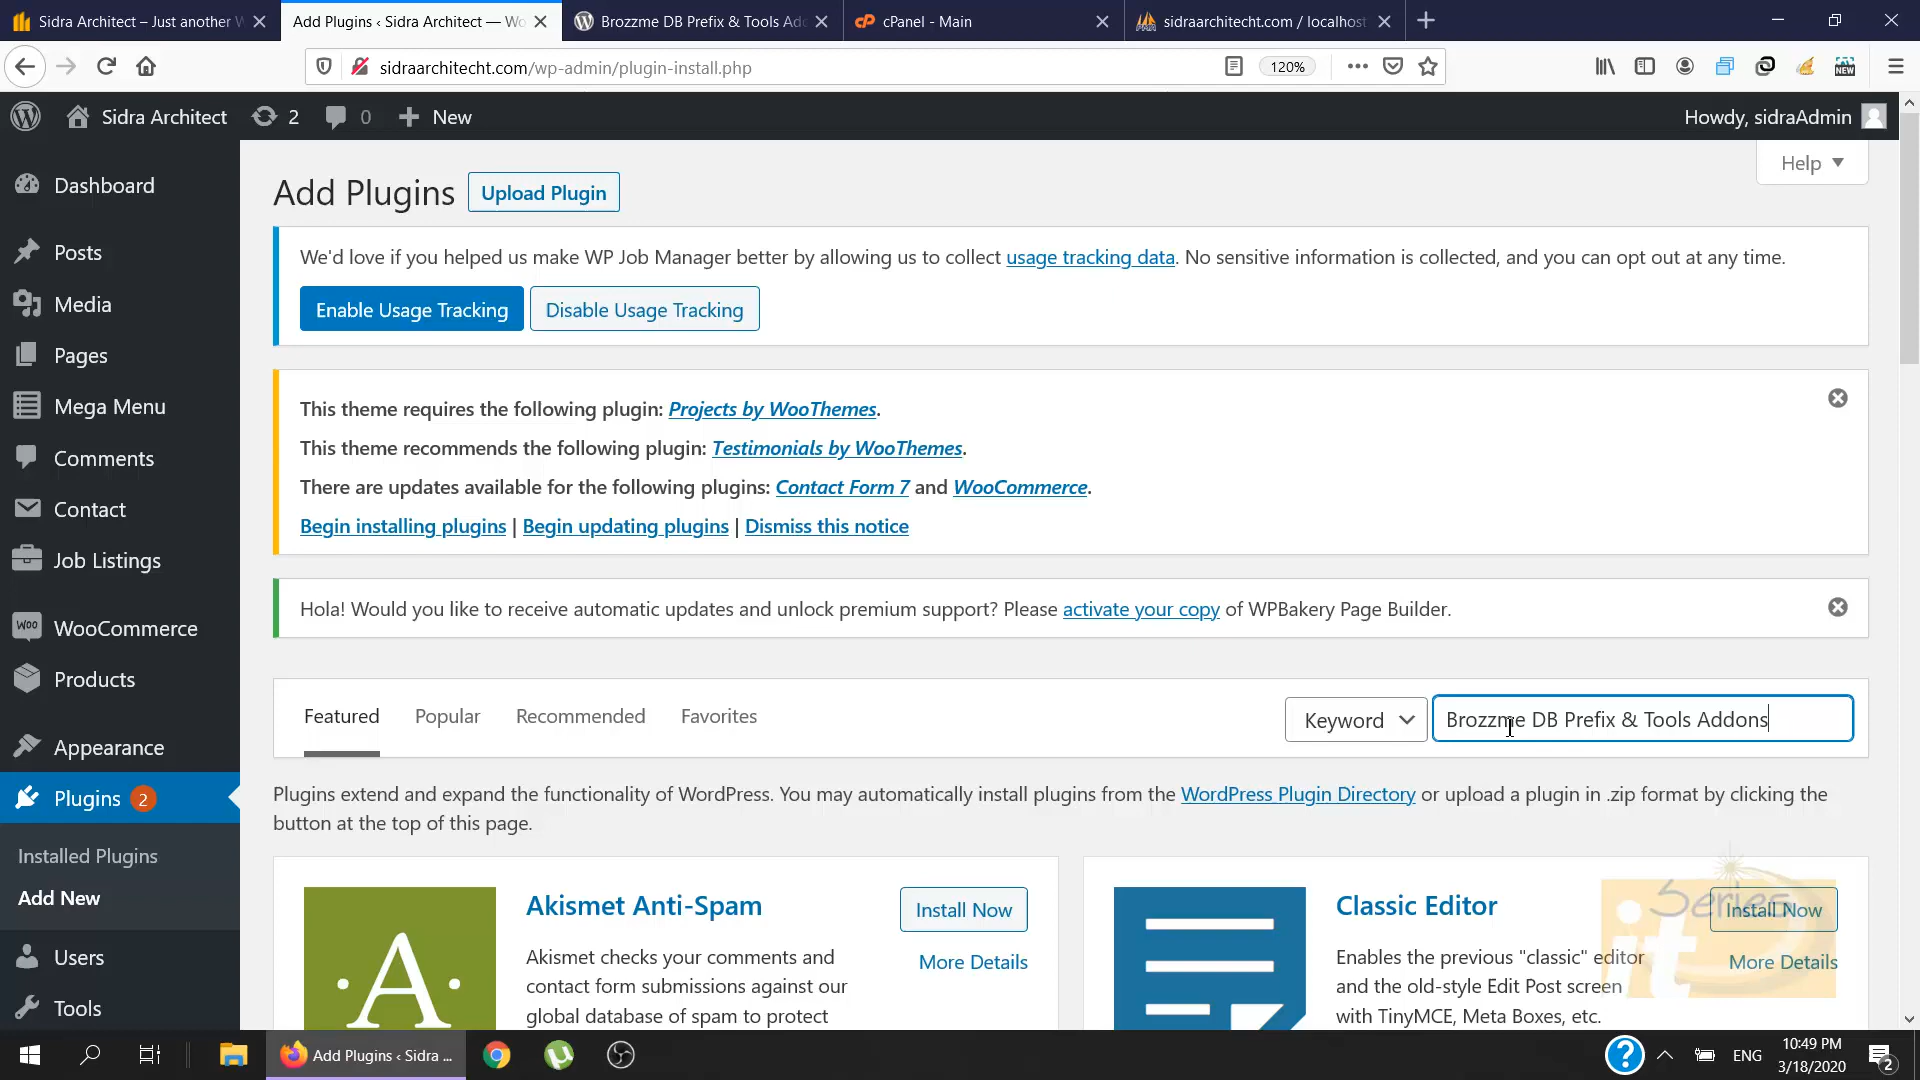 Sidra Architect – Just another W
Add Plugins ‹ Sidra Architect — Wo
Brozzme DB Prefix & Tools Add
cPanel - Main
sidraarchitecht.com / localhost
sidraarchitecht.com/wp-admin/plugin-install.php
120%
NEW
Sidra Architect
2
0
New
Howdy, sidraAdmin
Help
Dashboard
Posts
Media
Pages
Mega Menu
Comments
Contact
Job Listings
WooCommerce
Products
Appearance
Plugins 2
Installed Plugins
Add New
Users
Tools
Add Plugins
Upload Plugin
We'd love if you helped us make WP Job Manager better by allowing us to collect usage tracking data. No sensitive information is collected, and you can opt out at any time.
Enable Usage Tracking
Disable Usage Tracking
This theme requires the following plugin: Projects by WooThemes.
This theme recommends the following plugin: Testimonials by WooThemes.
There are updates available for the following plugins: Contact Form 7 and WooCommerce.
Begin installing plugins | Begin updating plugins | Dismiss this notice
Hola! Would you like to receive automatic updates and unlock premium support? Please activate your copy of WPBakery Page Builder.
Featured
Popular
Recommended
Favorites
Keyword
Brozzme DB Prefix & Tools Addons
Plugins extend and expand the functionality of WordPress. You may automatically install plugins from the WordPress Plugin Directory or upload a plugin in .zip format by clicking the
button at the top of this page.
A
Akismet Anti-Spam
Install Now
More Details
Akismet checks your comments and
contact form submissions against our
global database of spam to protect
Classic Editor
Install Now
More Details
Enables the previous "classic" editor
and the old-style Edit Post screen
with TinyMCE, Meta Boxes, etc.
Series
it
Add Plugins ‹ Sidra ...
ENG
10:49 PM
3/18/2020
2